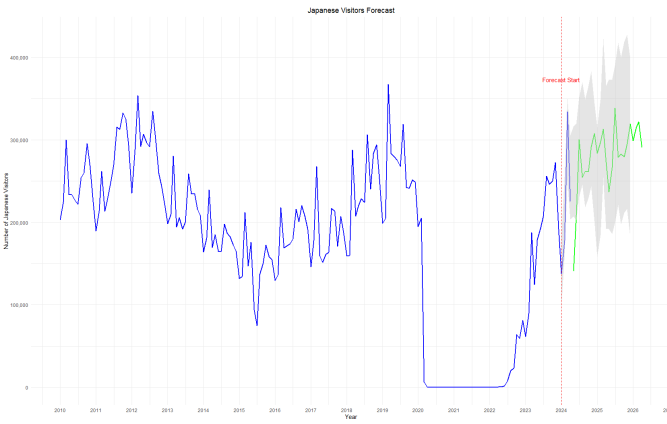 Japanese Visitors Forecast
Number of Japanese Visitors
400,000
300,000
200,000
100,000
0
Forecast Start
2010 2011 2012 2013 2014 2015 2016 2017 2018 2019 2020 2021 2022 2023 2024 2025 2026
Year